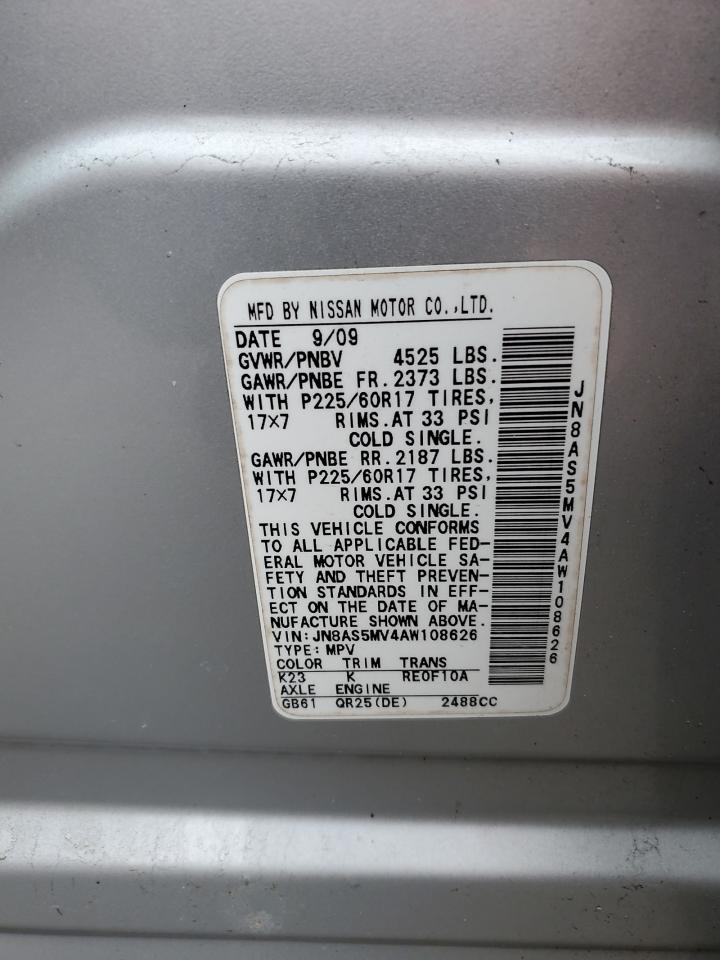 MFD BY NISSAN MOTOR CO.,LTD.
DATE 9/09
GVWR/PNBV 4525 LBS.
GAWR/PNBE FR. 2373 LBS.
WITH P225/60R17 TIRES,
17×7 RIMS. AT 33 PSI
COLD SINGLE.
GAWR/PNBE RR. 2187 LBS.
WITH P225/60R17 TIRES,
17×7 RIMS. AT 33 PSI
COLD SINGLE.
THIS VEHICLE CONFORMS
TO ALL APPLICABLE FED-
ERAL MOTOR VEHICLE SA-
FETY AND THEFT PREVEN-
TION STANDARDS IN EFF-
ECT ON THE DATE OF MA-
NUFACTURE SHOWN ABOVE.
VIN: JN8AS5MV4AW108626
TYPE: MPV
COLOR TRIM TRANS
K23 K RE0F10A
AXLE ENGINE
GB61 QR25(DE) 2488CC
JN8AS5MV4AW108626